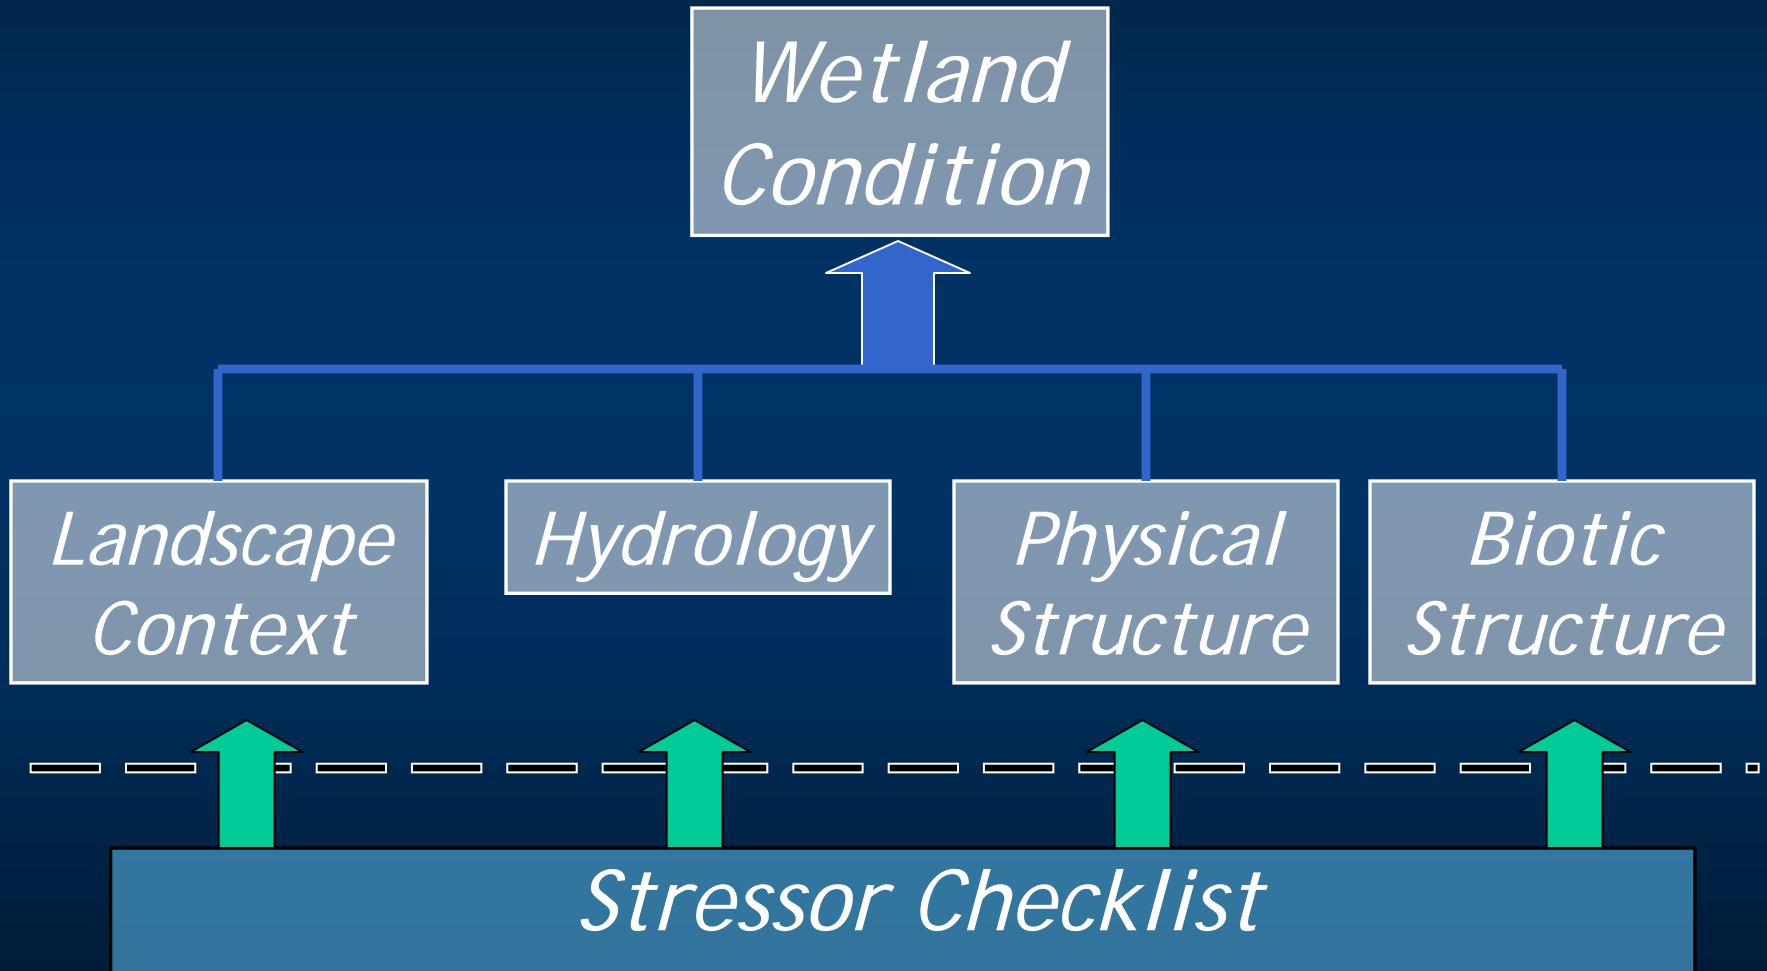 Wetland
Condition
Landscape
Context
Hydrology
Physical
Structure
Biotic
Structure
Stressor Checklist